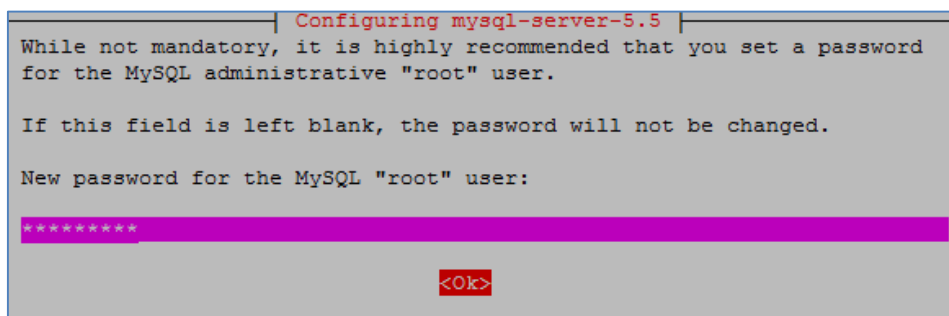 Configuring mysql-server-5.5
While not mandatory, it is highly recommended that you set a password
for the MySQL administrative "root" user.
If this field is left blank, the password will not be changed.
New password for the MySQL "root" user:
*********
<Ok>